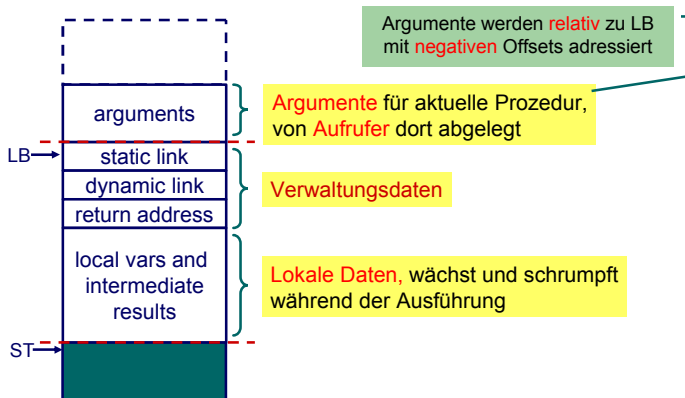 Argumente werden relativ zu LB
mit negativen Offsets adressiert
arguments
Argumente für aktuelle Prozedur,
von Aufrufer dort abgelegt
LB
static link
dynamic link
return address
Verwaltungsdaten
local vars and
intermediate
results
Lokale Daten, wächst und schrumpft
während der Ausführung
ST